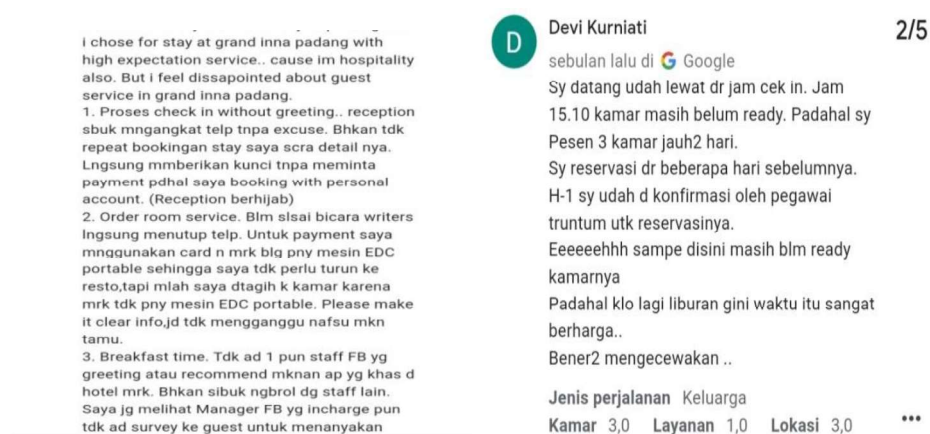 i chose for stay at grand inna padang with
high expectation service.. cause im hospitality
also. But i feel dissapointed about guest
service in grand inna padang.
1. Proses check in without greeting.. reception
sbuk mngangkat telp tnpa excuse. Bhkan tdk
repeat bookingan stay saya scra detail nya.
Lngsung mmberikan kunci tnpa meminta
payment pdhal saya booking with personal
account. (Reception berhijab)
2. Order room service. Blm slsai bicara writers
lngsung menutup telp. Untuk payment saya
mnggunakan card n mrk blg pny mesin EDC
portable sehingga saya tdk perlu turun ke
resto,tapi mlah saya dtagih k kamar karena
mrk tdk pny mesin EDC portable. Please make
it clear info,jd tdk mengganggu nafsu mkn
tamu.
3. Breakfast time. Tdk ad 1 pun staff FB yg
greeting atau recommend mknan ap yg khas d
hotel mrk. Bhkan sibuk ngbrol dg staff lain.
Saya jg melihat Manager FB yg incharge pun
tdk ad survey ke guest untuk menanyakan
D
Devi Kurniati
2/5
sebulan lalu di G Google
Sy datang udah lewat dr jam cek in. Jam
15.10 kamar masih belum ready. Padahal sy
Pesen 3 kamar jauh2 hari.
Sy reservasi dr beberapa hari sebelumnya.
H-1 sy udah d konfirmasi oleh pegawai
truntum utk reservasinya.
Eeeeeehhh sampe disini masih blm ready
kamarnya
Padahal klo lagi liburan gini waktu itu sangat
berharga..
Bener2 mengecewakan ..
Jenis perjalanan Keluarga
Kamar 3,0 Layanan 1,0 Lokasi 3,0